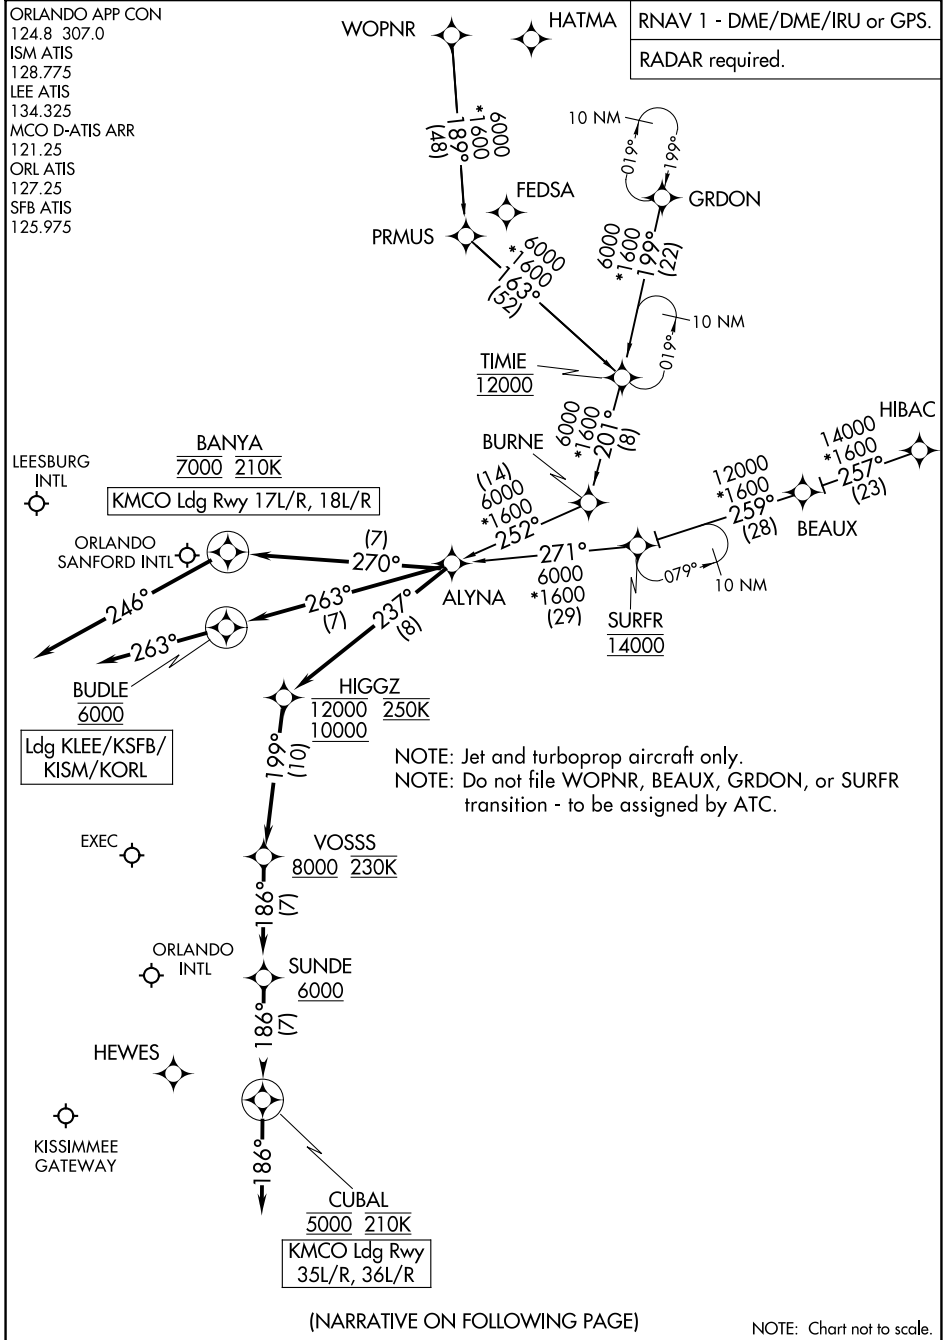 ORLANDO APP CON
124.8 307.0
ISM ATIS
128.775
LEE ATIS
134.325
MCO D-ATIS ARR
121.25
ORL ATIS
127.25
SFB ATIS
125.975
WOPNR
HATMA
RNAV 1 - DME/DME/IRU or GPS.
RADAR required.
6000
*1600
189°
(48)
10 NM
019°
199°
GRDON
FEDSA
PRMUS
6000
*1600
163°
(52)
6000
*1600
199°
(22)
10 NM
019°
TIMIE
12000
6000
*1600
201°
(8)
HIBAC
14000
*1600
257°
(23)
BEAUX
12000
*1600
259°
(28)
BURNE
(14)
6000
*1600
252°
BANYA
7000 210K
KMCO Ldg Rwy 17L/R, 18L/R
LEESBURG
INTL
ORLANDO
SANFORD INTL
(7)
270°
271°
6000
*1600
(29)
079°
10 NM
ALYNA
SURFR
14000
246°
263°
(7)
237°
(8)
263°
BUDLE
6000
Ldg KLEE/KSFB/
KISM/KORL
HIGGZ
12000 250K
10000
199°
(10)
NOTE: Jet and turboprop aircraft only.
NOTE: Do not file WOPNR, BEAUX, GRDON, or SURFR
transition - to be assigned by ATC.
EXEC
VOSSS
8000 230K
186°
(7)
ORLANDO
INTL
SUNDE
6000
186°
(7)
HEWES
KISSIMMEE
GATEWAY
186°
CUBAL
5000 210K
KMCO Ldg Rwy
35L/R, 36L/R
(NARRATIVE ON FOLLOWING PAGE)
NOTE: Chart not to scale.